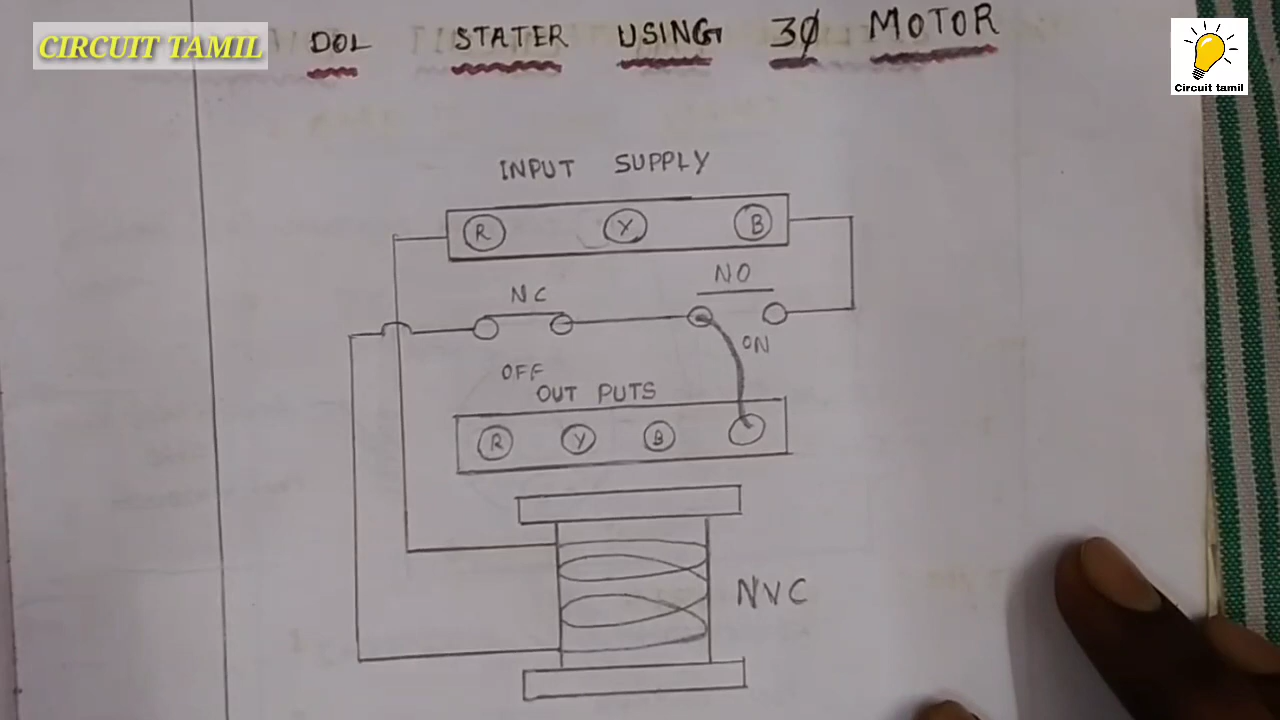 CIRCUIT TAMIL
DOL STATER USING 3Ø MOTOR
Circuit tamil
INPUT SUPPLY
R Y B
NO
NC
ON
OFF
OUT PUTS
R Y B
NVC